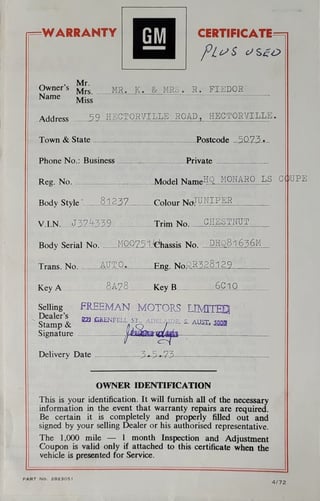 WARRANTY GM CERTIFICATE
PLUS USED
Owner's Name Mr. Mrs. Miss MR. K. & MRS. R. FIEDOR
Address 59 HECTORVILLE ROAD, HECTORVILLE.
Town & State Postcode 5073.
Phone No.: Business Private
Reg. No. Model Name HQ MONARO LS COUPE
Body Style 81237 Colour No. JUNIPER
V.I.N. J374339 Trim No. CHESTNUT
Body Serial No. M00751 Chassis No. DHQ81636M
Trans. No. AUTO. Eng. No. QR328129
Key A 8A78 Key B 6C10
Selling Dealer's Stamp & Signature FREEMAN MOTORS LIMITED
GRENFELL ST., ADELAIDE, S. AUST.
Delivery Date 3.5.73
OWNER IDENTIFICATION
This is your identification. It will furnish all of the necessary
information in the event that warranty repairs are required.
Be certain it is completely and properly filled out and
signed by your selling Dealer or his authorised representative.
The 1,000 mile — 1 month Inspection and Adjustment
Coupon is valid only if attached to this certificate when the
vehicle is presented for Service.
PART NO. 2823051 4/72